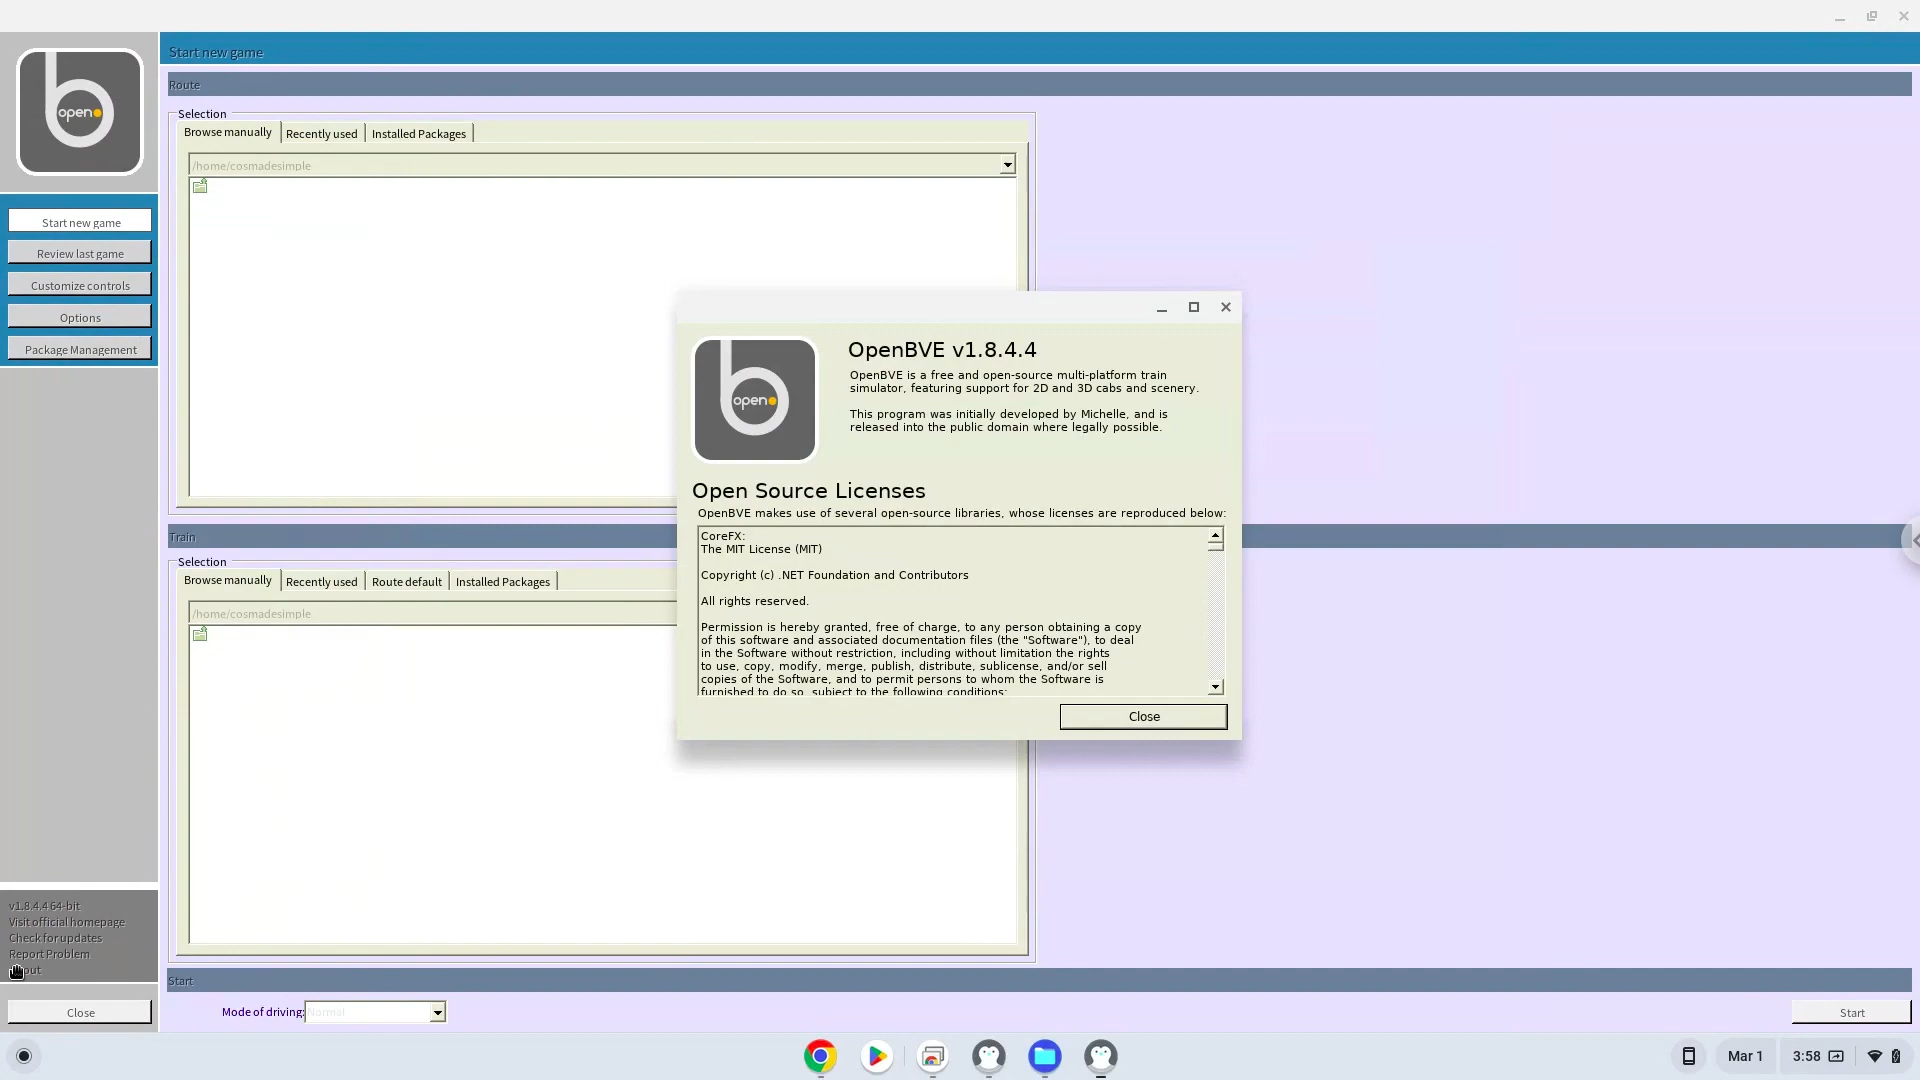 Start new game
Route
open
Selection
Browse manually
Recently used
Installed Packages
/home/cosmadesimple
Start new game
Review last game
Customize controls
Options
Package Management
OpenBVE v1.8.4.4
OpenBVE is a free and open-source multi-platform train
simulator, featuring support for 2D and 3D cabs and scenery.
This program was initially developed by Michelle, and is
released into the public domain where legally possible.
open
Open Source Licenses
OpenBVE makes use of several open-source libraries, whose licenses are reproduced below:
CoreFX:
The MIT License (MIT)
Copyright (c) .NET Foundation and Contributors
All rights reserved.
Permission is hereby granted, free of charge, to any person obtaining a copy
of this software and associated documentation files (the "Software"), to deal
in the Software without restriction, including without limitation the rights
to use, copy, modify, merge, publish, distribute, sublicense, and/or sell
copies of the Software, and to permit persons to whom the Software is
furnished to do so, subject to the following conditions:
Close
Train
Selection
Browse manually
Recently used
Route default
Installed Packages
/home/cosmadesimple
v1.8.4.4 64-bit
Visit official homepage
Check for updates
Report Problem
Close
Start
Mode of driving:
Normal
Start
Mar 1
3:58